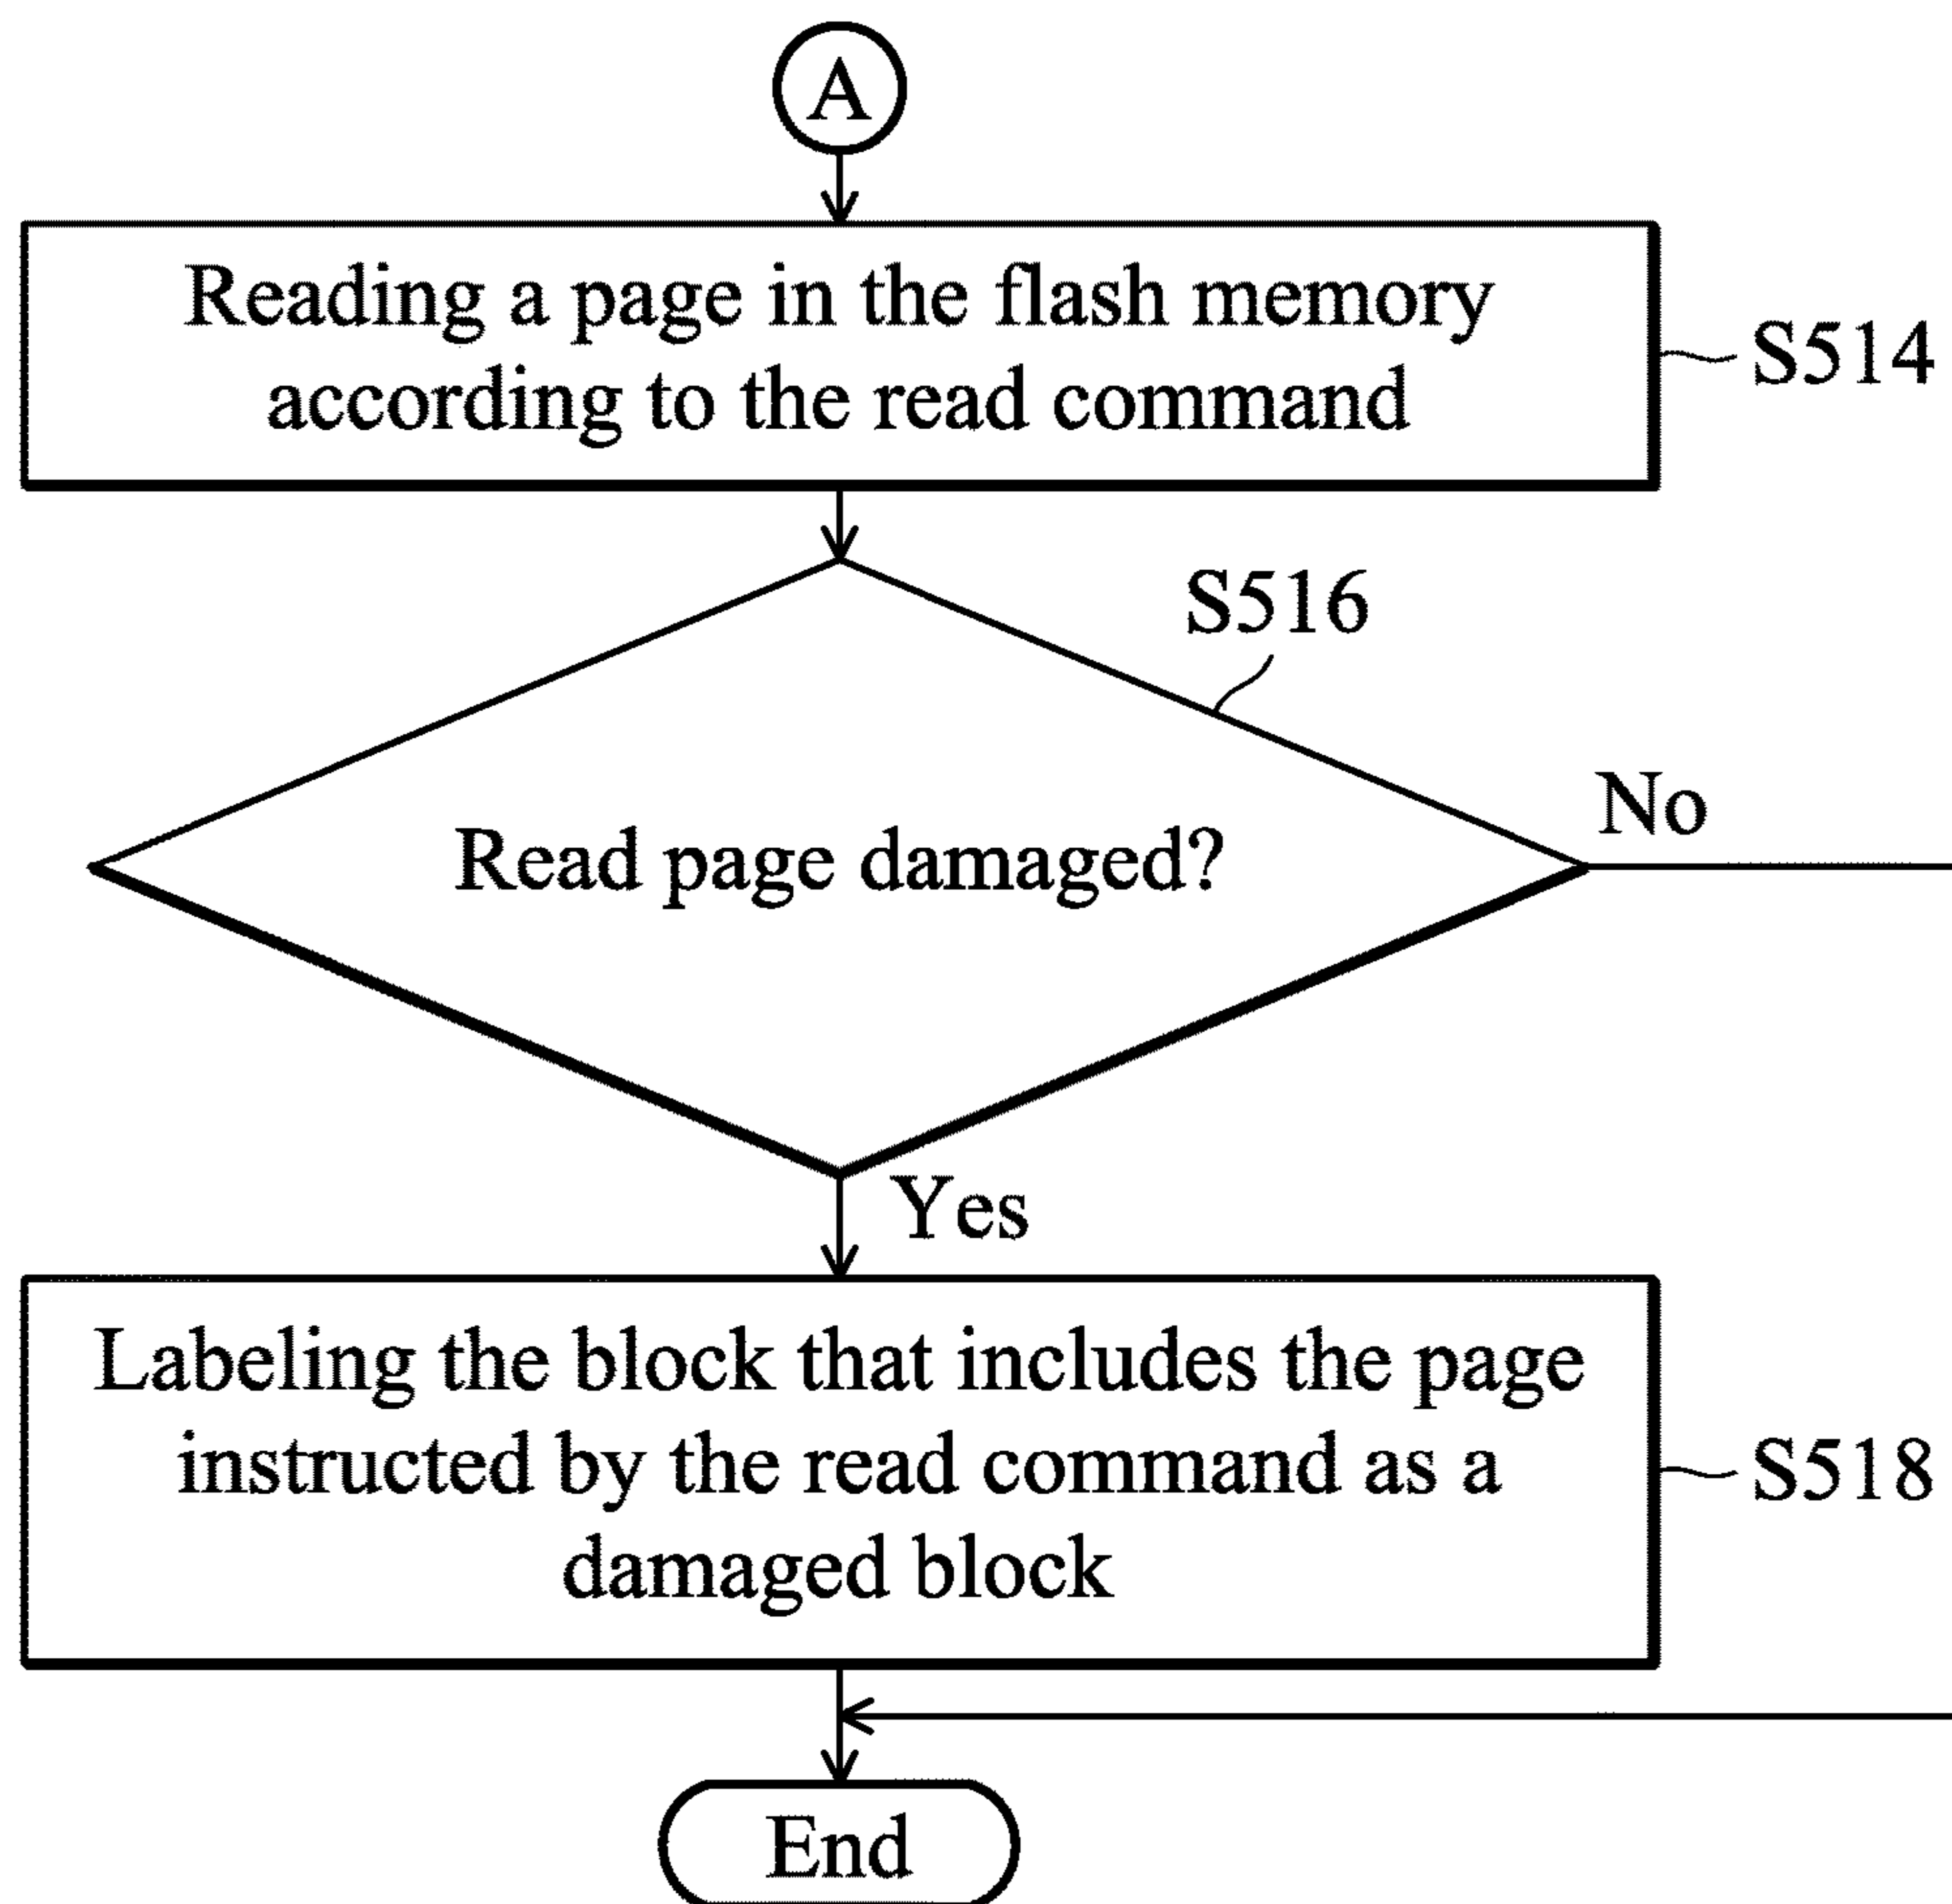 A
Reading a page in the flash memory
according to the read command
S514
S516
Read page damaged?
No
Yes
Labeling the block that includes the page
instructed by the read command as a
damaged block
S518
End